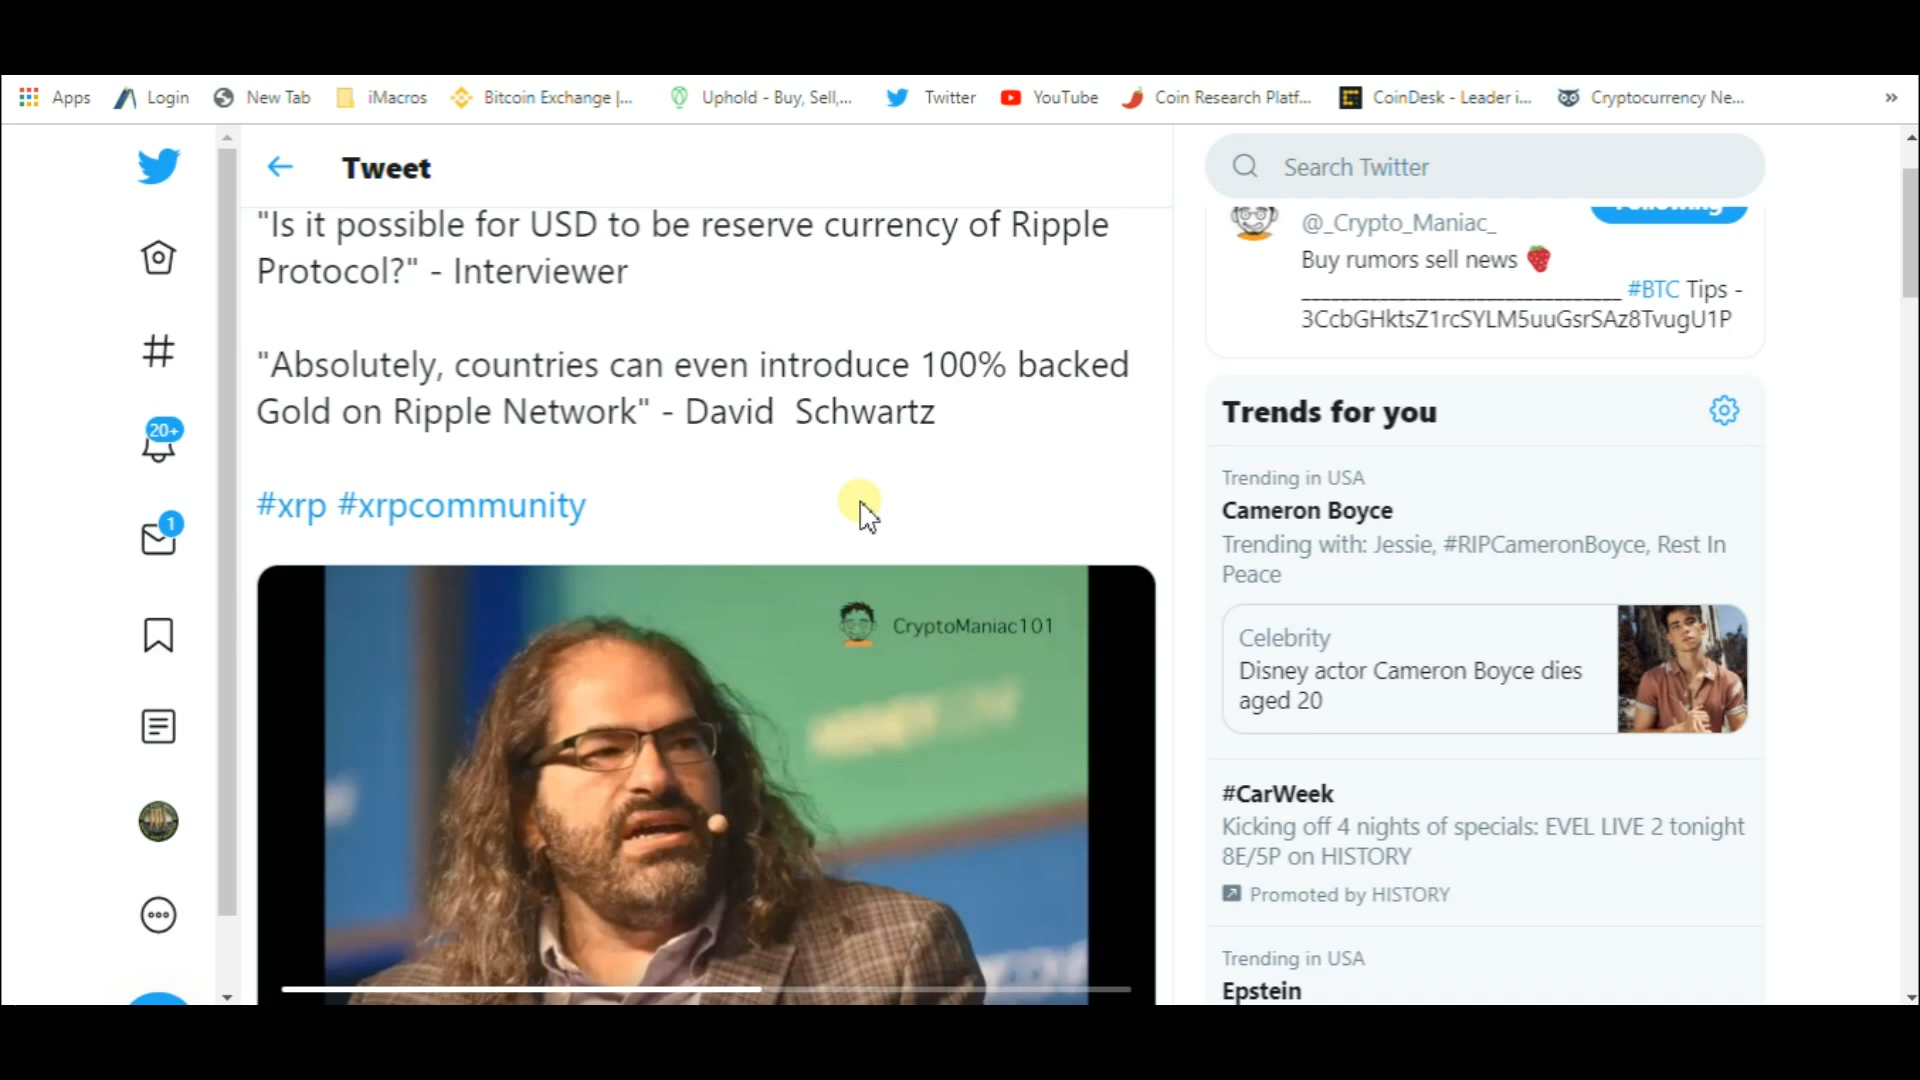 Apps Login New Tab iMacros Bitcoin Exchange |... Uphold - Buy, Sell,... Twitter YouTube Coin Research Platf... CoinDesk - Leader i... Cryptocurrency Ne... »
Tweet
Search Twitter
"Is it possible for USD to be reserve currency of Ripple
Protocol?" - Interviewer
"Absolutely, countries can even introduce 100% backed
Gold on Ripple Network" - David Schwartz
#xrp #xrpcommunity
CryptoManiac101
20+
1
Following
@_Crypto_Maniac_
Buy rumors sell news 🍓
________________________________ #BTC Tips -
3CcbGHktsZ1rcSYLM5uuGsrSAz8TvugU1P
Trends for you
Trending in USA
Cameron Boyce
Trending with: Jessie, #RIPCameronBoyce, Rest In
Peace
Celebrity
Disney actor Cameron Boyce dies
aged 20
#CarWeek
Kicking off 4 nights of specials: EVEL LIVE 2 tonight
8E/5P on HISTORY
Promoted by HISTORY
Trending in USA
Epstein